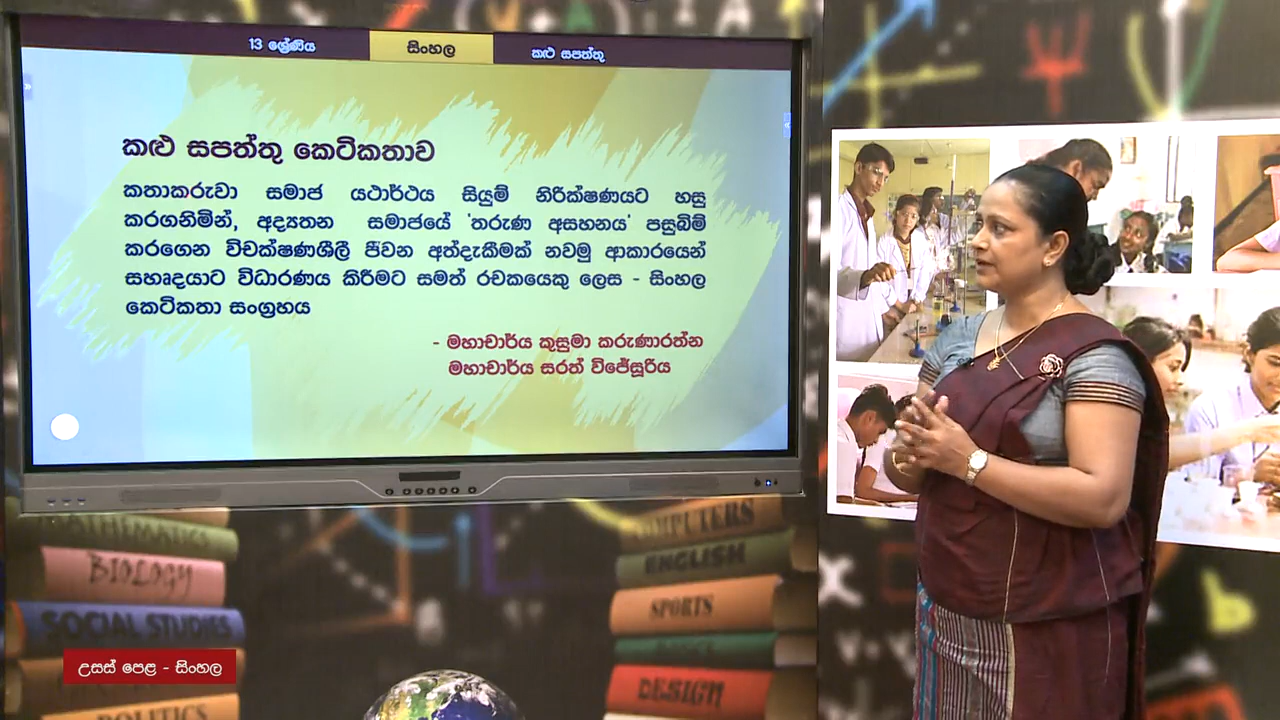 13 ශ්‍රේණිය
සිංහල
කළු සපත්තු
කළු සපත්තු කෙටිකතාව
කතාකරුවා සමාජ යථාර්ථය සියුම් නිරීක්ෂණයට හසු
කරගනිමින්, අද්‍යතන සමාජයේ 'තරුණ අසහනය' පසුබිම්
කරගෙන විචක්ෂණශීලී ජීවන අත්දැකීමක් නවමු ආකාරයෙන්
සහෘදයාට විධාරණය කිරීමට සමත් රචකයෙකු ලෙස - සිංහල
කෙටිකතා සංග්‍රහය
- මහාචාර්ය කුසුමා කරුණාරත්න
මහාචාර්ය සරත් විජේසූරිය
MATHEMATICS
BIOLOGY
SOCIAL STUDIES
POLITICS
COMPUTERS
ENGLISH
SPORTS
DESIGN
උසස් පෙළ - සිංහල